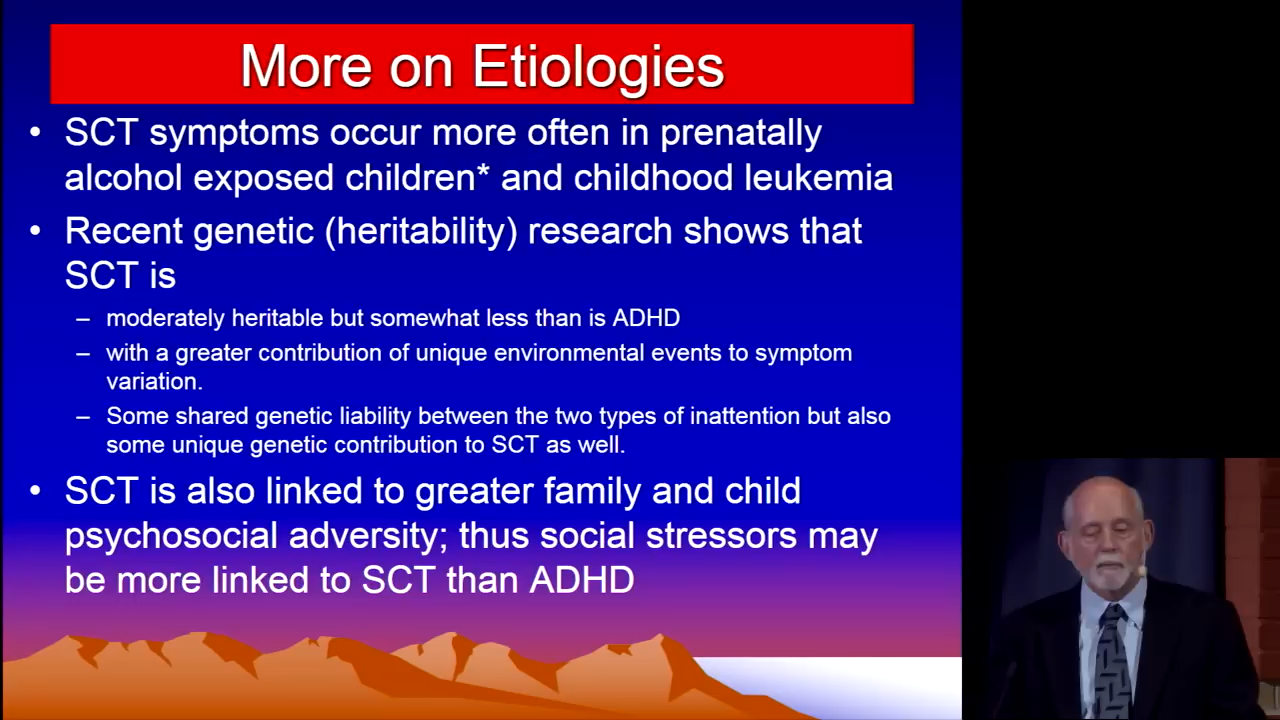 More on Etiologies
• SCT symptoms occur more often in prenatally
alcohol exposed children* and childhood leukemia
• Recent genetic (heritability) research shows that
SCT is
– moderately heritable but somewhat less than is ADHD
– with a greater contribution of unique environmental events to symptom
variation.
– Some shared genetic liability between the two types of inattention but also
some unique genetic contribution to SCT as well.
• SCT is also linked to greater family and child
psychosocial adversity; thus social stressors may
be more linked to SCT than ADHD